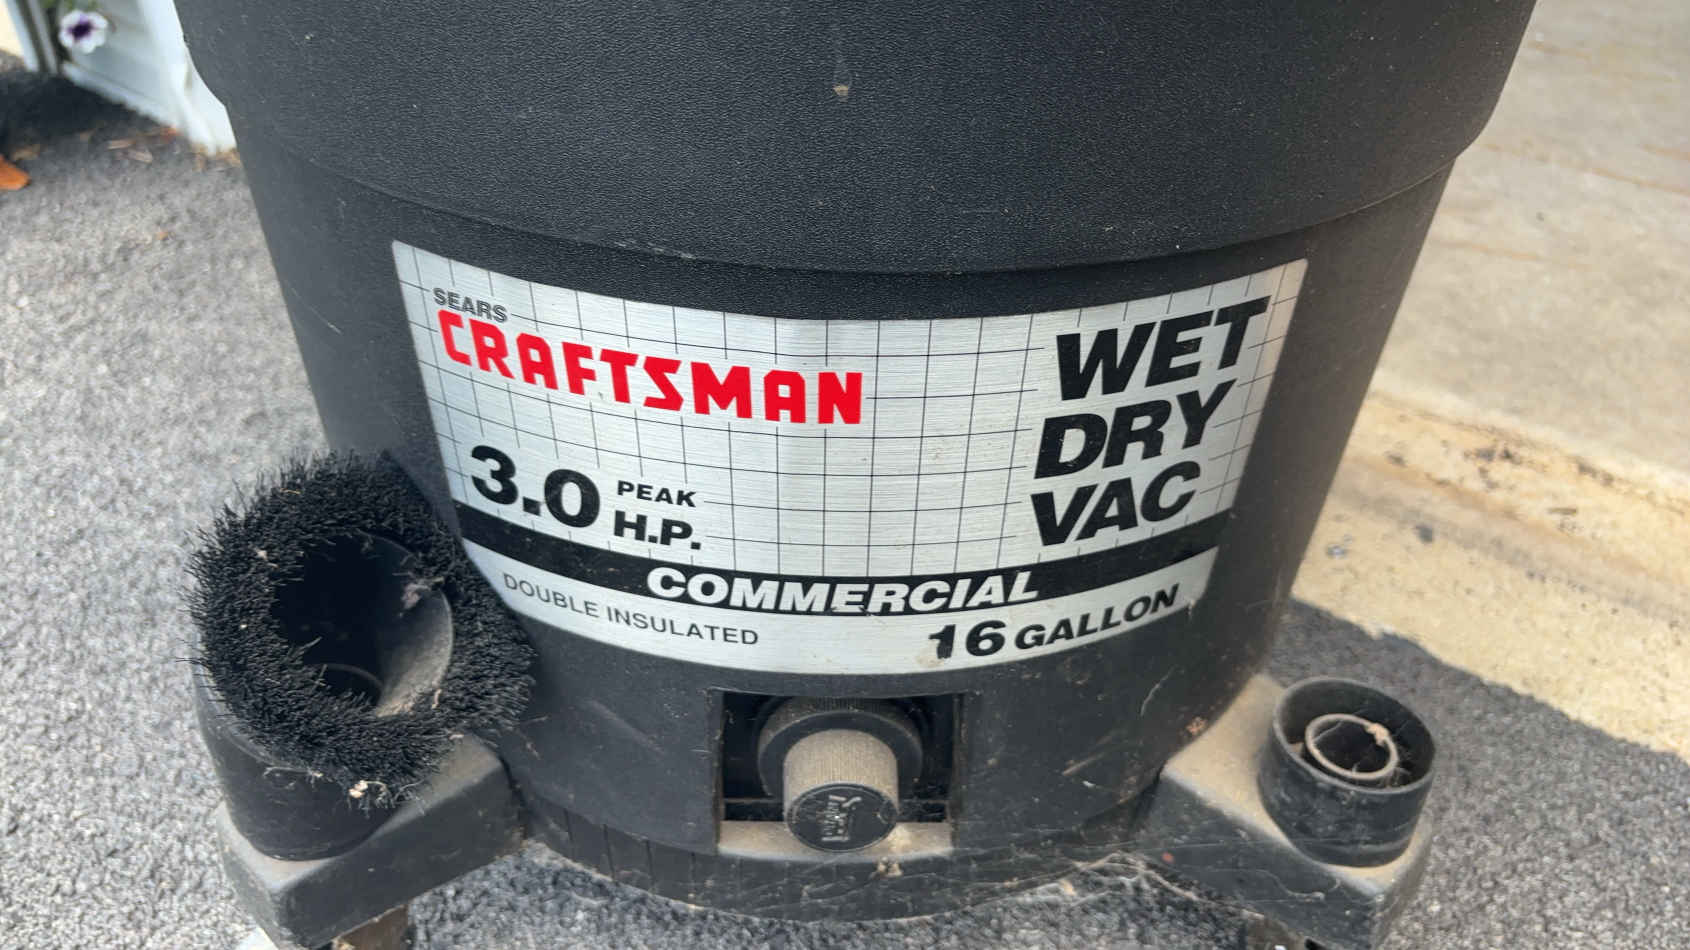 SEARS
CRAFTSMAN
3.0 PEAK H.P.
WET
DRY
VAC
COMMERCIAL
DOUBLE INSULATED
16 GALLON